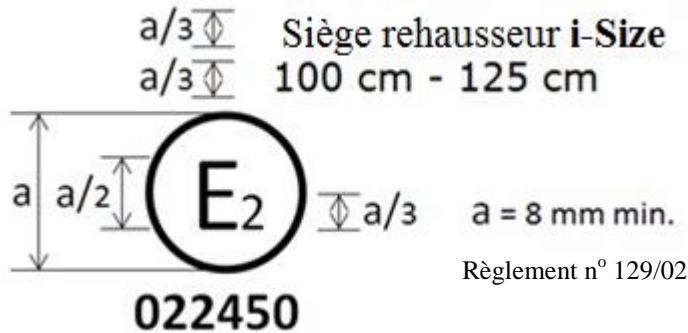 a/3 Siège rehausseur i-Size
a/3 100 cm - 125 cm
a a/2 E2 a/3 a = 8 mm min.
Règlement nº 129/02
022450